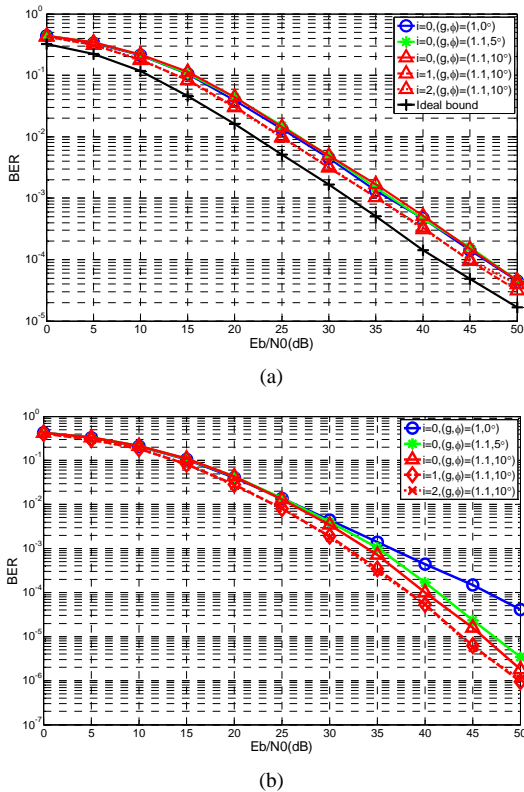 10^0
10^-1
10^-2
10^-3
10^-4
10^-5
BER
0 5 10 15 20 25 30 35 40 45 50
Eb/N0(dB)
i=0,(g,ϕ)=(1,0°)
i=0,(g,ϕ)=(1.1,5°)
i=0,(g,ϕ)=(1.1,10°)
i=1,(g,ϕ)=(1.1,10°)
i=2,(g,ϕ)=(1.1,10°)
Ideal bound
(a)
10^0
10^-1
10^-2
10^-3
10^-4
10^-5
10^-6
10^-7
BER
0 5 10 15 20 25 30 35 40 45 50
Eb/N0(dB)
i=0,(g,ϕ)=(1,0°)
i=0,(g,ϕ)=(1.1,5°)
i=0,(g,ϕ)=(1.1,10°)
i=1,(g,ϕ)=(1.1,10°)
i=2,(g,ϕ)=(1.1,10°)
(b)